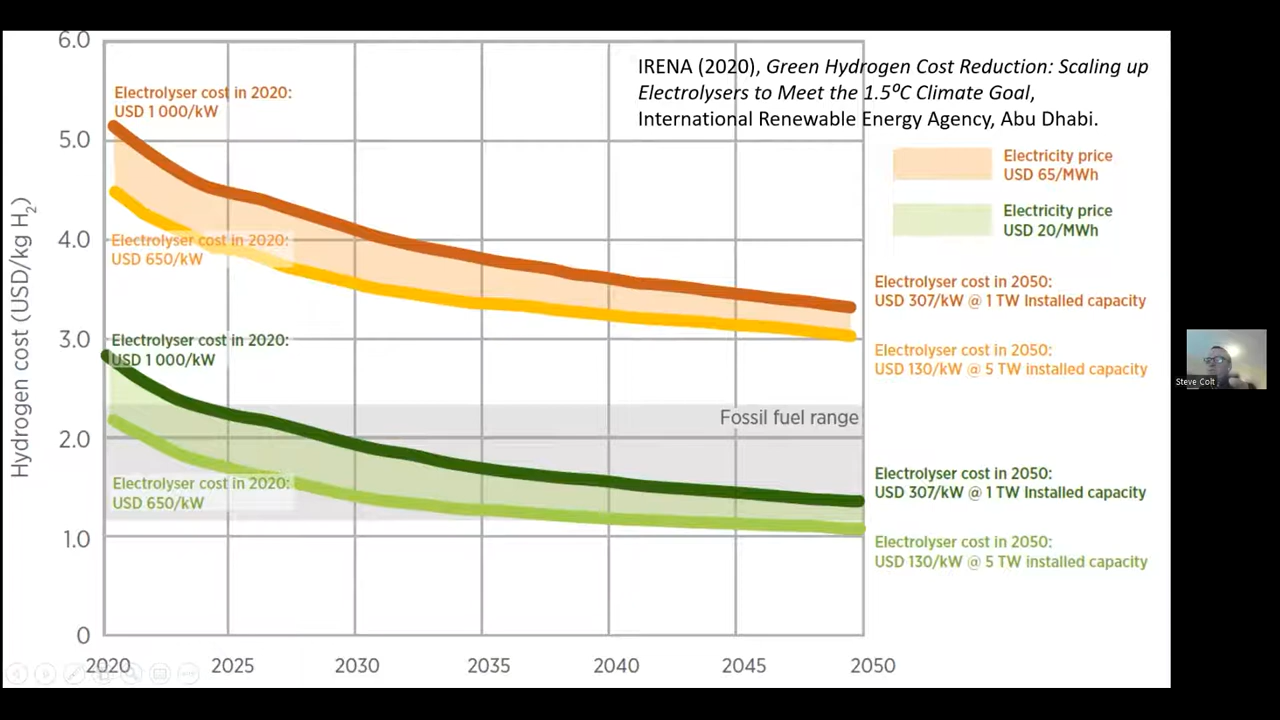 IRENA (2020), Green Hydrogen Cost Reduction: Scaling up
Electrolysers to Meet the 1.5⁰C Climate Goal,
International Renewable Energy Agency, Abu Dhabi.
Hydrogen cost (USD/kg H₂)
6.0
5.0
4.0
3.0
2.0
1.0
0
Electrolyser cost in 2020:
USD 1 000/kW
Electrolyser cost in 2020:
USD 650/kW
Electrolyser cost in 2020:
USD 1 000/kW
Electrolyser cost in 2020:
USD 650/kW
Fossil fuel range
Electricity price
USD 65/MWh
Electricity price
USD 20/MWh
Electrolyser cost in 2050:
USD 307/kW @ 1 TW Installed capacity
Electrolyser cost in 2050:
USD 130/kW @ 5 TW installed capacity
Electrolyser cost in 2050:
USD 307/kW @ 1 TW Installed capacity
Electrolyser cost in 2050:
USD 130/kW @ 5 TW installed capacity
2020
2025
2030
2035
2040
2045
2050
Steve Colt